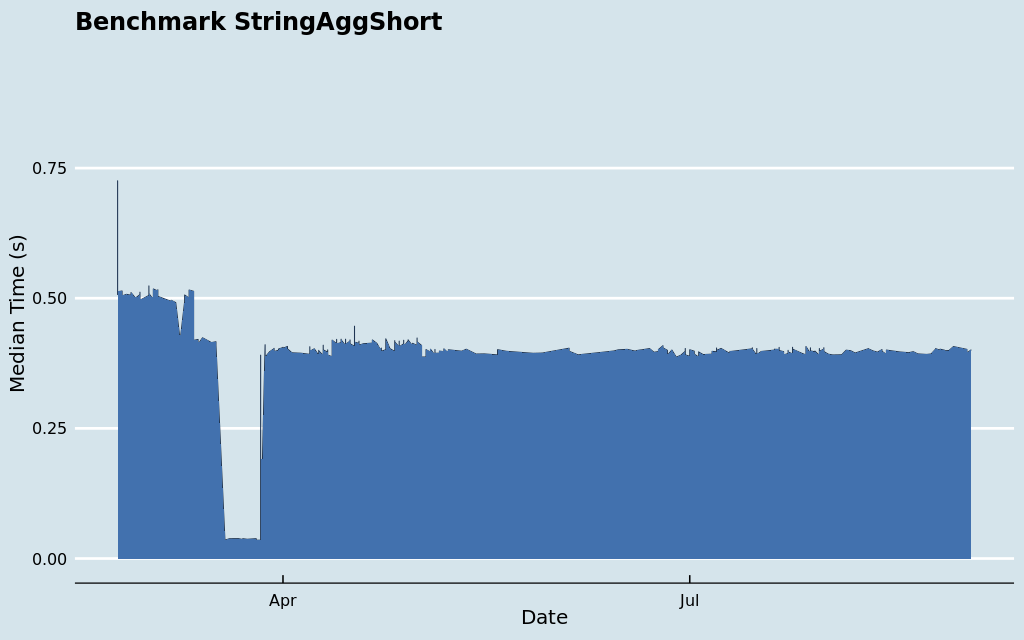 Benchmark StringAggShort
Median Time (s)
0.75
0.50
0.25
0.00
Apr
Jul
Date